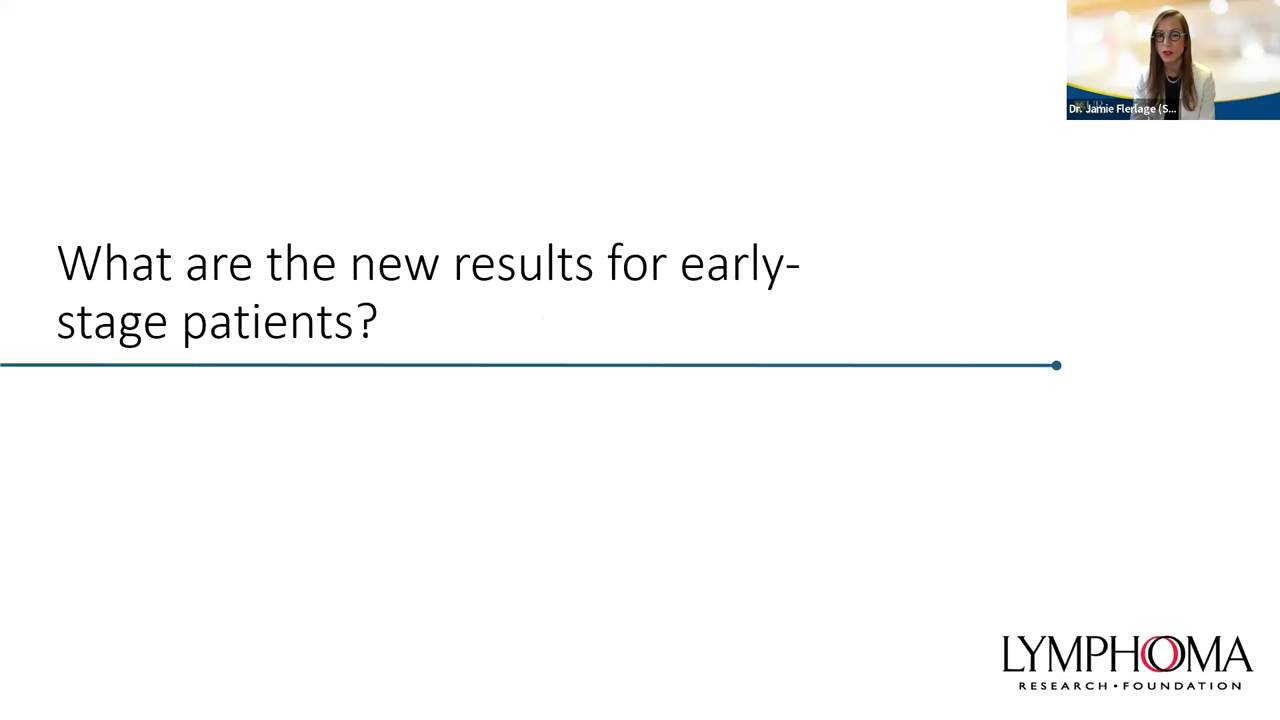 Dr. Jamie Flerlage (S...
What are the new results for early-
stage patients?
LYMPHOMA
RESEARCH • FOUNDATION